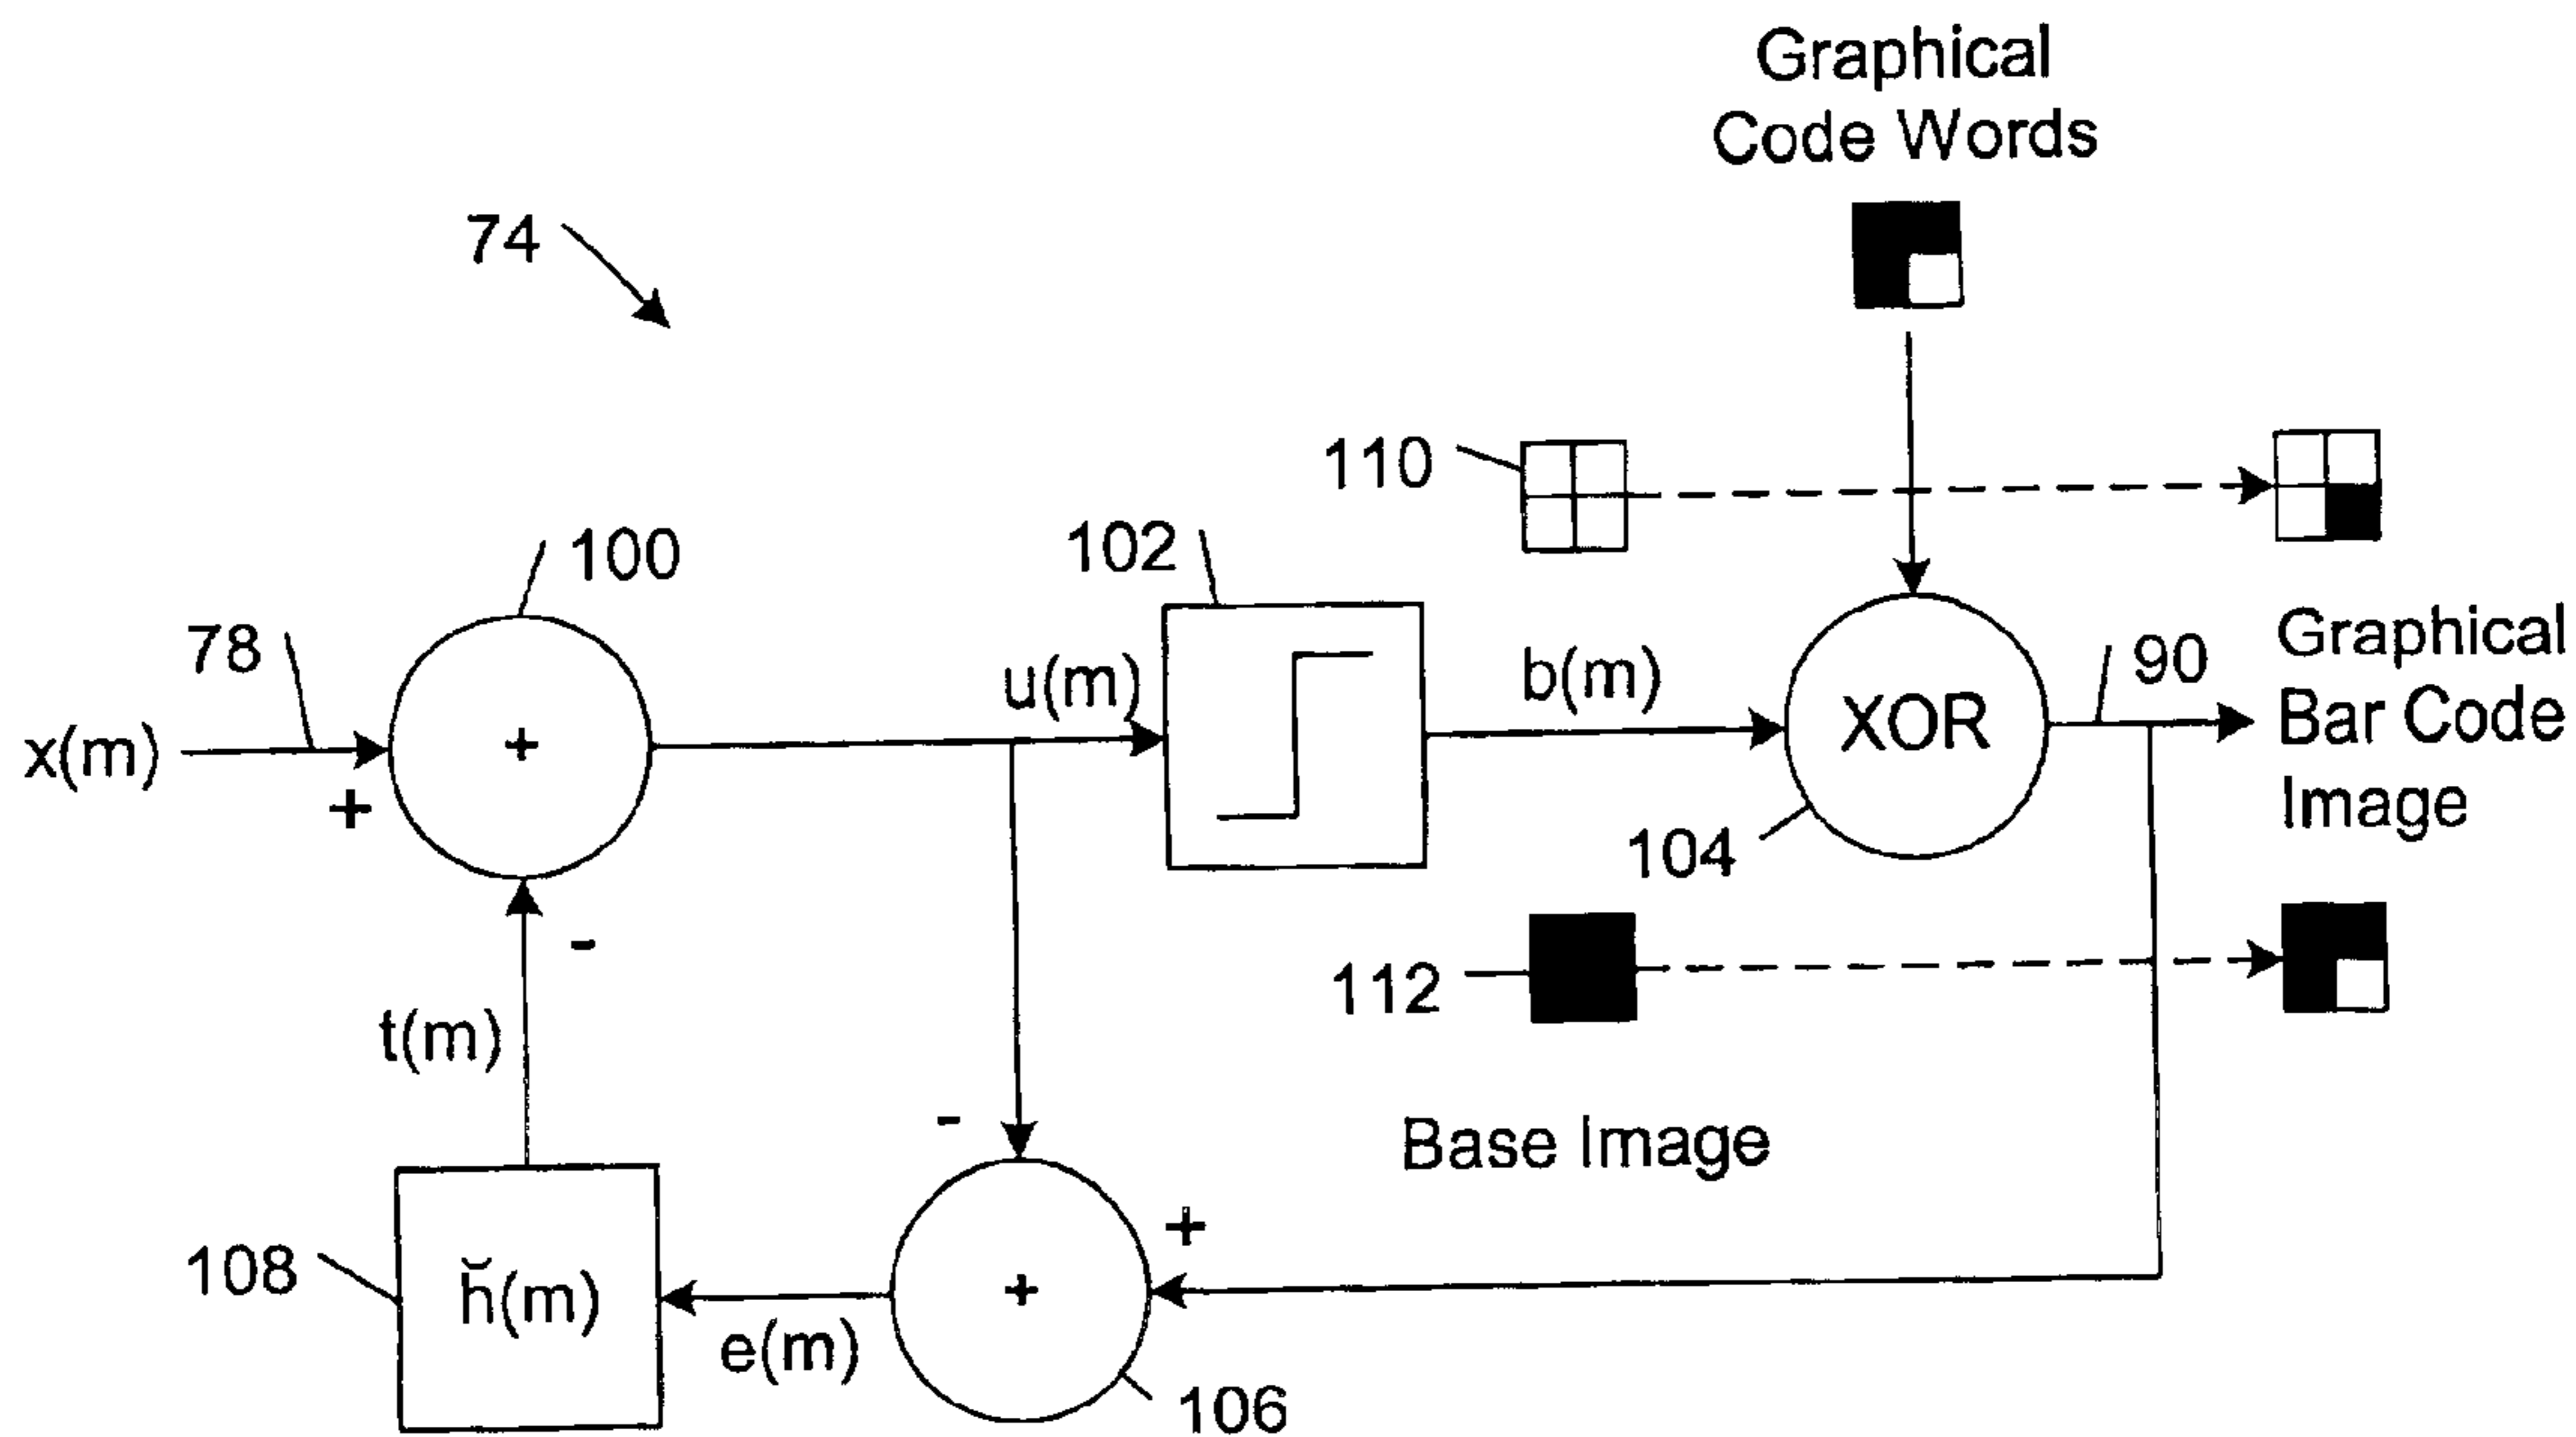 Graphical
Code Words
74
110
102
100
78
x(m)
+
+
u(m)
b(m)
XOR
90
Graphical
Bar Code
Image
104
-
112
t(m)
-
Base Image
+
108
ȟ(m)
e(m)
+
106